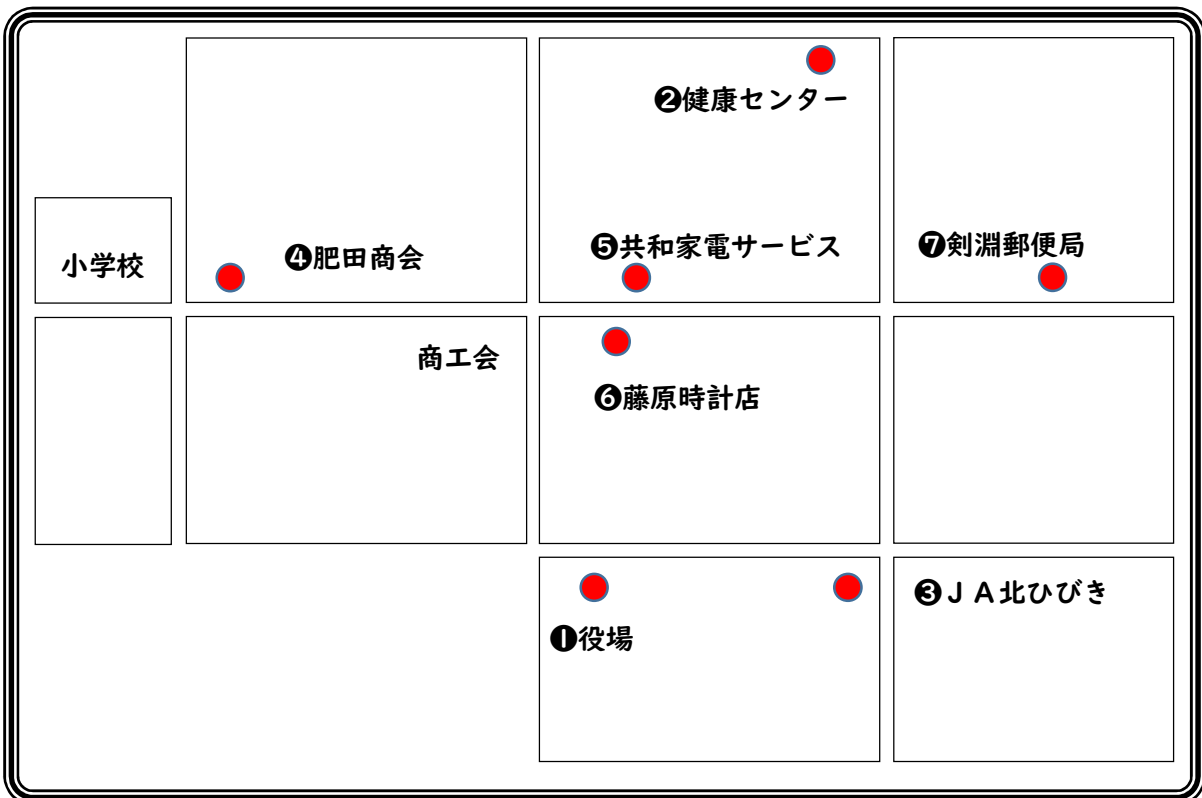 ❷健康センター
小学校
❹肥田商会
❺共和家電サービス
❼剣淵郵便局
商工会
❻藤原時計店
❶役場
❸ＪＡ北ひびき